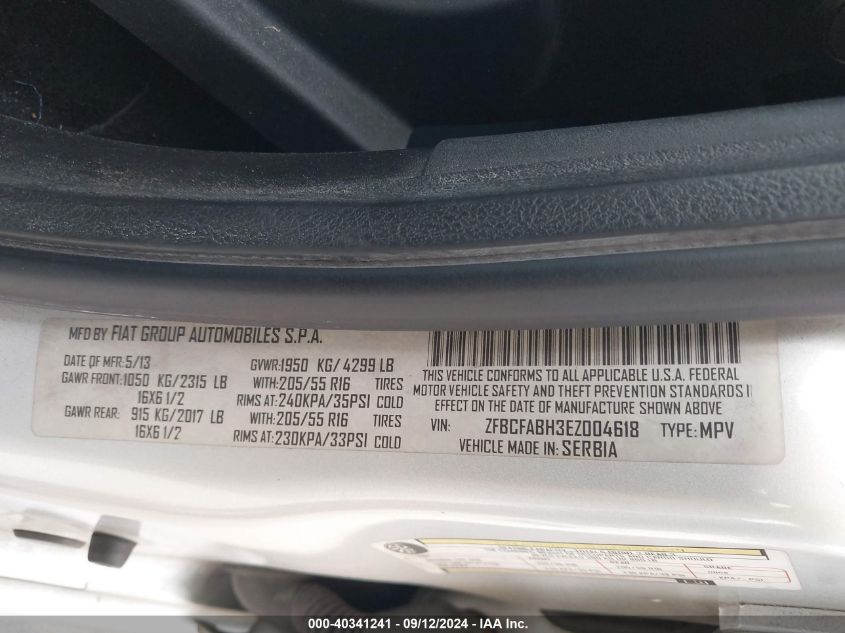 MFD BY FIAT GROUP AUTOMOBILES S.P.A.
DATE OF MFR: 5/13 GVWR: 1950 KG/ 4299 LB
GAWR FRONT: 1050 KG/2315 LB WITH: 205/55 R16 TIRES
16X6 1/2 RIMS AT: 240KPA/35PSI COLD
GAWR REAR: 915 KG/2017 LB WITH: 205/55 R16 TIRES
16X6 1/2 RIMS AT: 230KPA/33PSI COLD
THIS VEHICLE CONFORMS TO ALL APPLICABLE U.S.A. FEDERAL
MOTOR VEHICLE SAFETY AND THEFT PREVENTION STANDARDS I
EFFECT ON THE DATE OF MANUFACTURE SHOWN ABOVE
VIN: ZFBCFABH3EZ004618 TYPE: MPV
VEHICLE MADE IN: SERBIA
000-40341241 - 09/12/2024 - IAA Inc.